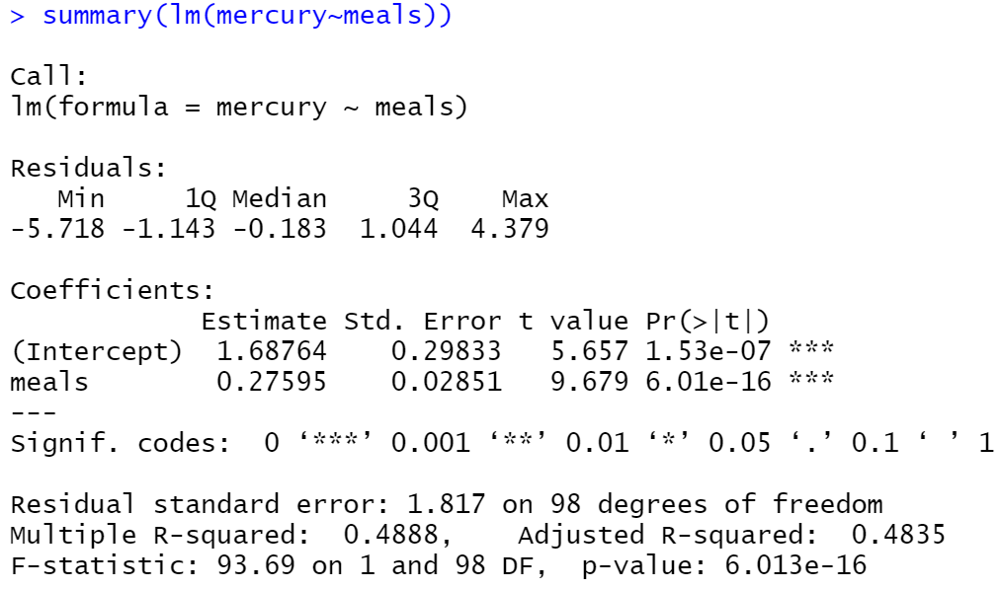 > summary(lm(mercury~meals))
Call:
lm(formula = mercury ~ meals)
Residuals:
   Min     1Q Median     3Q    Max
-5.718 -1.143 -0.183  1.044  4.379
Coefficients:
            Estimate Std. Error t value Pr(>|t|)
(Intercept)  1.68764    0.29833   5.657 1.53e-07 ***
meals        0.27595    0.02851   9.679 6.01e-16 ***
---
Signif. codes:  0 ‘***’ 0.001 ‘**’ 0.01 ‘*’ 0.05 ‘.’ 0.1 ‘ ’ 1
Residual standard error: 1.817 on 98 degrees of freedom
Multiple R-squared:  0.4888,    Adjusted R-squared:  0.4835
F-statistic: 93.69 on 1 and 98 DF,  p-value: 6.013e-16